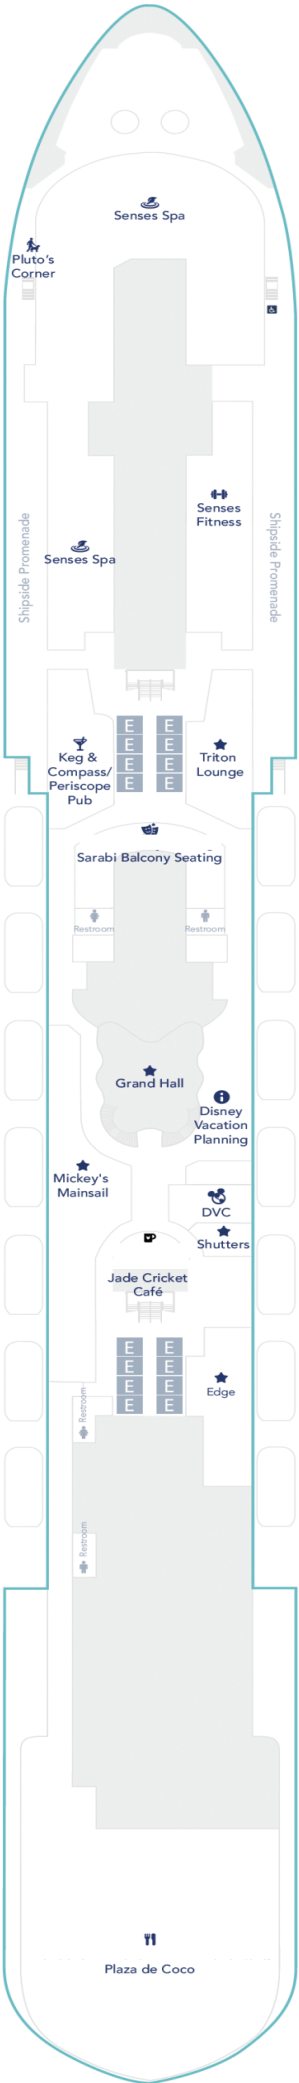 Senses Spa
Pluto's
Corner
Senses
Fitness
Shipside Promenade
Shipside Promenade
Senses Spa
E E
E E
E E
E E
Keg &
Compass/
Periscope
Pub
Triton
Lounge
Sarabi Balcony Seating
Restroom
Restroom
Grand Hall
Disney
Vacation
Planning
Mickey's
Mainsail
DVC
Shutters
Jade Cricket
Café
E E
E E
E E
E E
Edge
Restroom
Restroom
Plaza de Coco